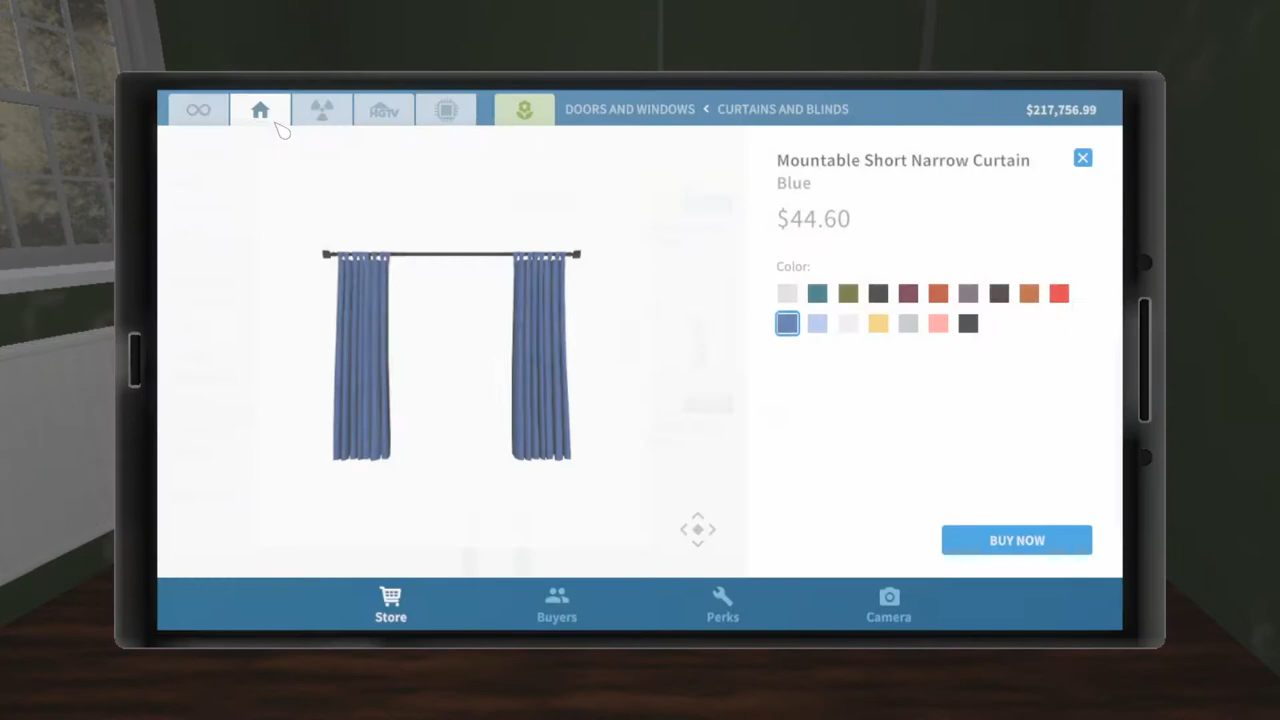 HGTV
DOORS AND WINDOWS < CURTAINS AND BLINDS
$217,756.99
Mountable Short Narrow Curtain
Blue
$44.60
Color:
BUY NOW
Store
Buyers
Perks
Camera